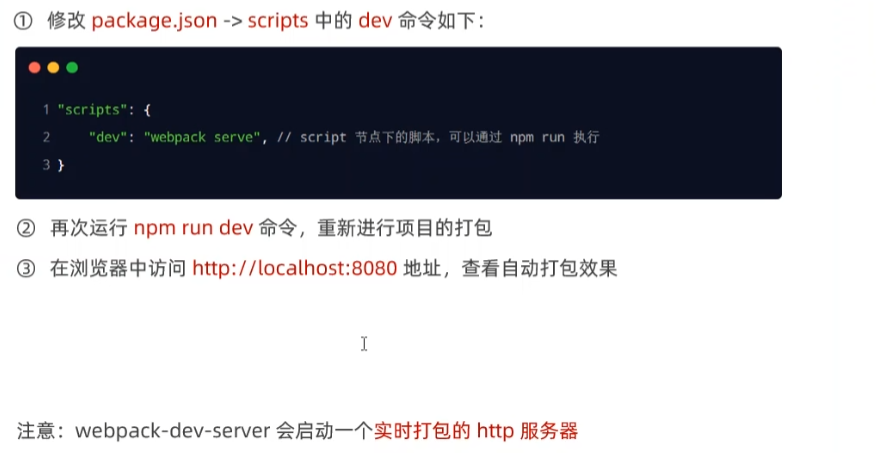 ① 修改 package.json -> scripts 中的 dev 命令如下：
1 "scripts": {
2 "dev": "webpack serve", // script 节点下的脚本，可以通过 npm run 执行
3 }
② 再次运行 npm run dev 命令，重新进行项目的打包
③ 在浏览器中访问 http://localhost:8080 地址，查看自动打包效果
注意：webpack-dev-server 会启动一个实时打包的 http 服务器